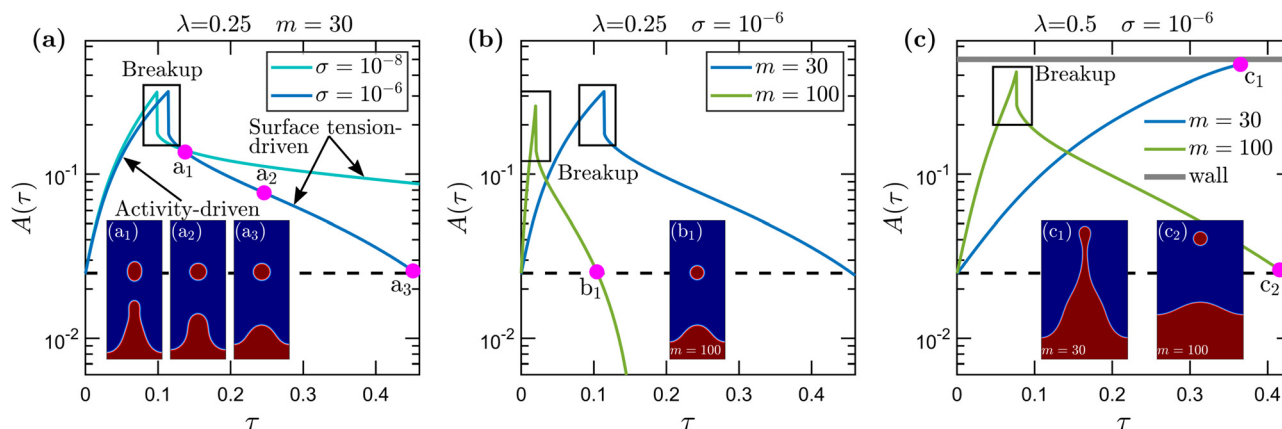 λ=0.25 m = 30
(a)
Breakup
σ = 10⁻⁸
σ = 10⁻⁶
Surface tension-
driven
a₁
a₂
Activity-driven
(a₁) (a₂) (a₃)
a₃
10⁻¹
10⁻²
A(τ)
0 0.1 0.2 0.3 0.4
τ
λ=0.25 σ = 10⁻⁶
(b)
m = 30
m = 100
Breakup
(b₁)
b₁
m = 100
10⁻¹
10⁻²
A(τ)
0 0.1 0.2 0.3 0.4
τ
λ=0.5 σ = 10⁻⁶
(c)
Breakup
c₁
m = 30
m = 100
wall
(c₁) (c₂)
c₂
m = 30 m = 100
10⁻¹
10⁻²
A(τ)
0 0.1 0.2 0.3 0.4
τ